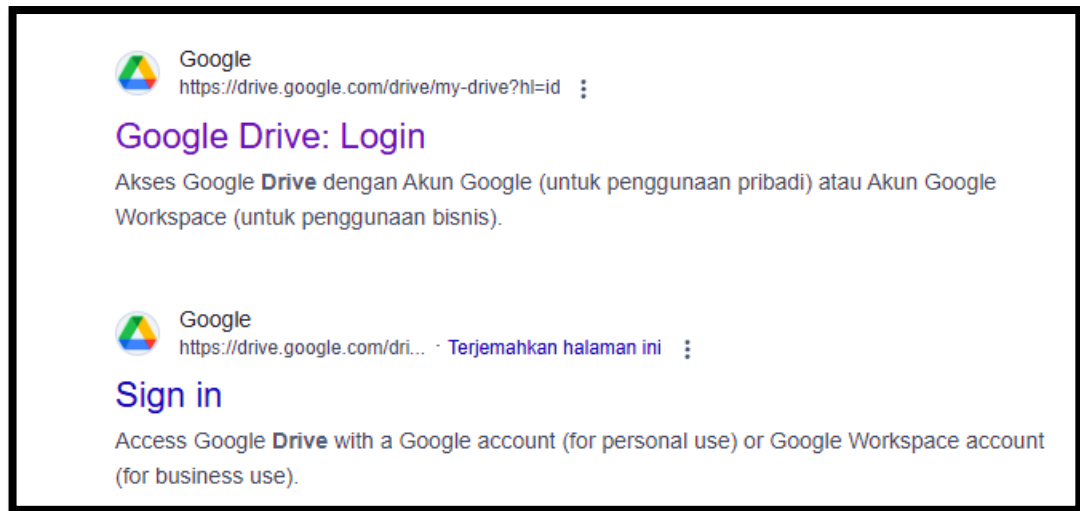 Google
https://drive.google.com/drive/my-drive?hl=id
Google Drive: Login
Akses Google Drive dengan Akun Google (untuk penggunaan pribadi) atau Akun Google
Workspace (untuk penggunaan bisnis).
Google
https://drive.google.com/dri... · Terjemahkan halaman ini
Sign in
Access Google Drive with a Google account (for personal use) or Google Workspace account
(for business use).